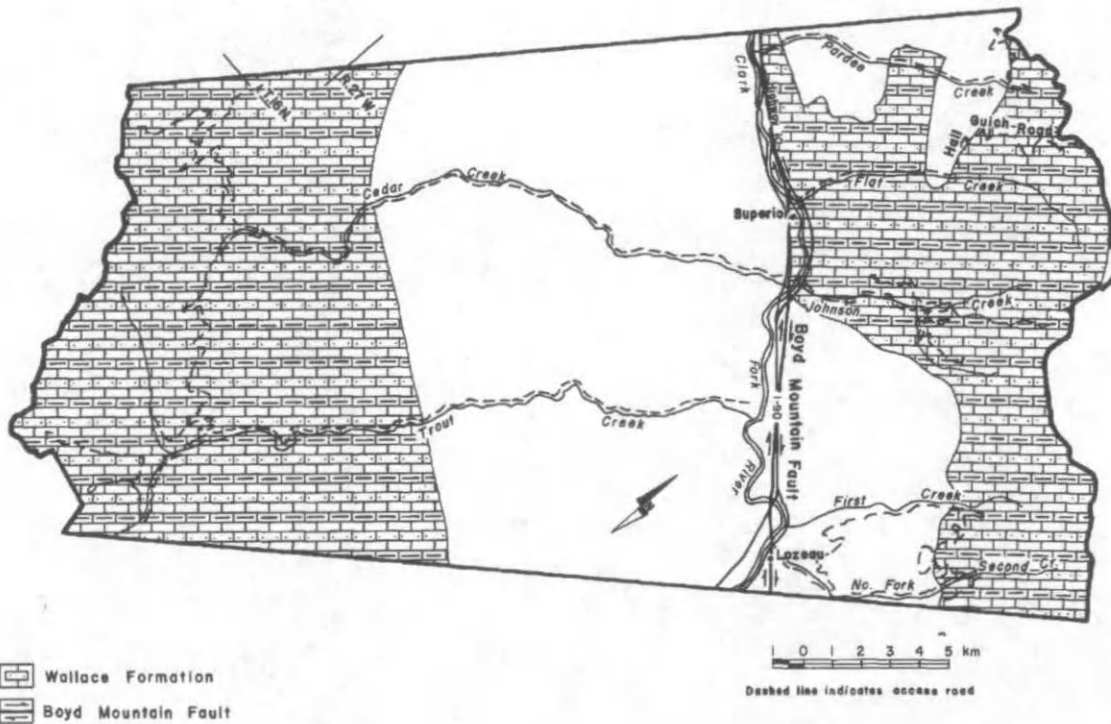 T.16N.
R.27W.
Clark
Pardee
Creek
Gulch Road
Hall
Flat
Creek
Cedar
Creek
Superior
Johnson
Creek
Fork
Boyd Mountain Fault
I-90
Trout
Creek
River
First
Creek
Lozeau
Second Cr.
No. Fork
1 0 1 2 3 4 5 km
Dashed line indicates access road
Wallace Formation
Boyd Mountain Fault